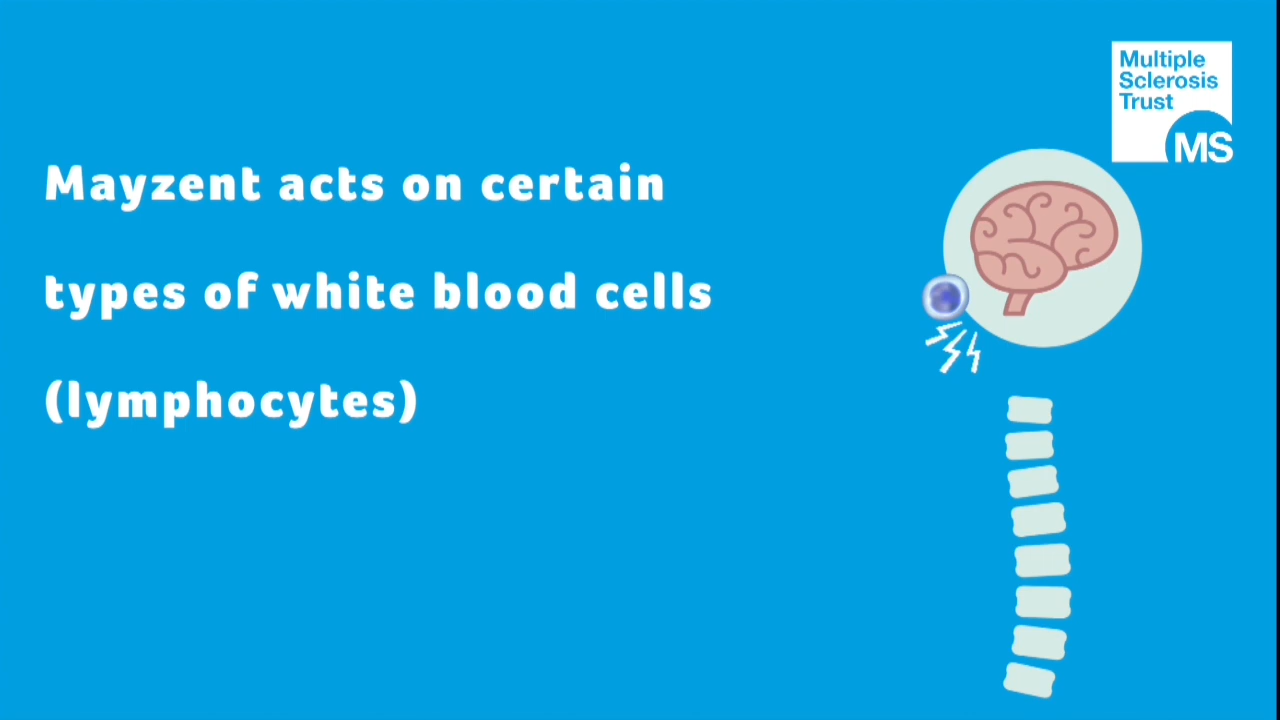 Multiple
Sclerosis
Trust
MS
Mayzent acts on certain
types of white blood cells
(lymphocytes)